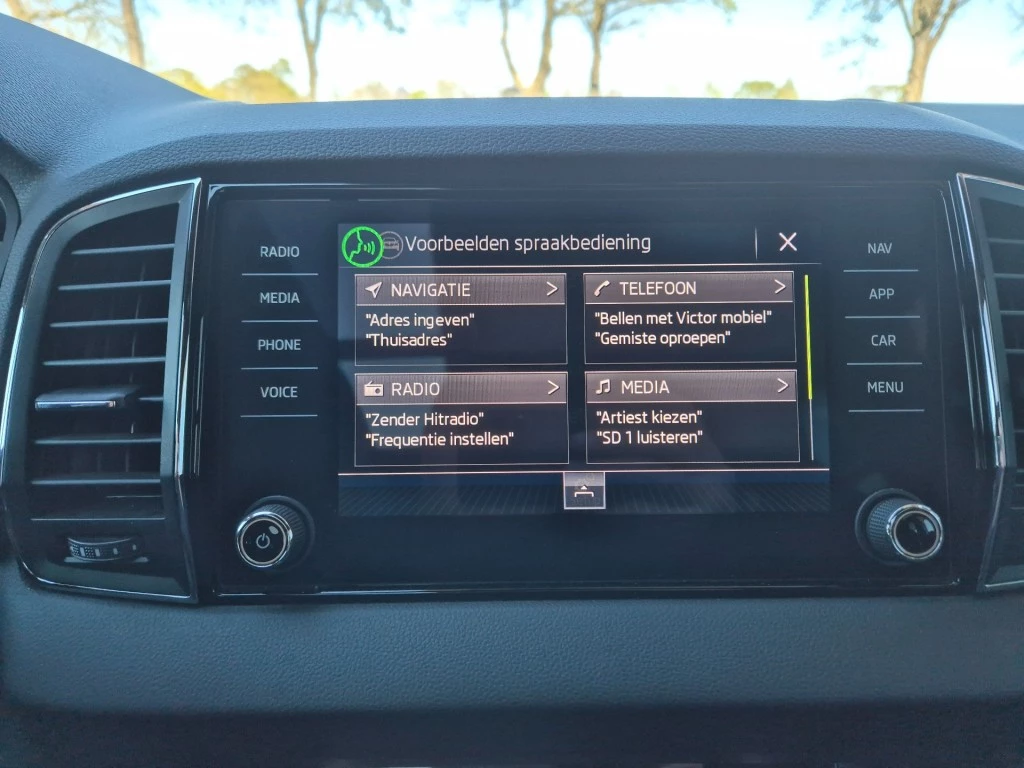 RADIO
MEDIA
PHONE
VOICE
Voorbeelden spraakbediening
NAVIGATIE
"Adres ingeven"
"Thuisadres"
TELEFOON
"Bellen met Victor mobiel"
"Gemiste oproepen"
RADIO
"Zender Hitradio"
"Frequentie instellen"
MEDIA
"Artiest kiezen"
"SD 1 luisteren"
NAV
APP
CAR
MENU